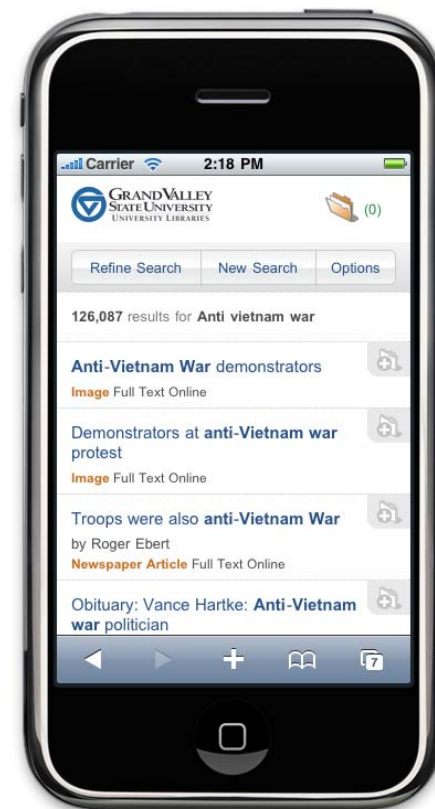 Carrier 2:18 PM
GRAND VALLEY
STATE UNIVERSITY
UNIVERSITY LIBRARIES
(0)
Refine Search New Search Options
126,087 results for Anti vietnam war
Anti-Vietnam War demonstrators
Image Full Text Online
Demonstrators at anti-Vietnam war
protest
Image Full Text Online
Troops were also anti-Vietnam War
by Roger Ebert
Newspaper Article Full Text Online
Obituary: Vance Hartke: Anti-Vietnam
war politician
7